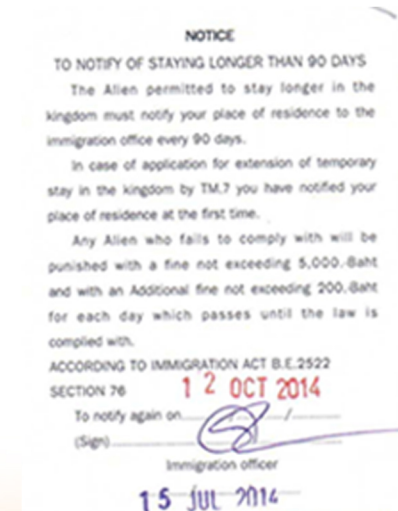 NOTICE
TO NOTIFY OF STAYING LONGER THAN 90 DAYS
The Alien permitted to stay longer in the
kingdom must notify your place of residence to the
immigration office every 90 days.
In case of application for extension of temporary
stay in the kingdom by TM.7 you have notified your
place of residence at the first time.
Any Alien who fails to comply with will be
punished with a fine not exceeding 5,000.-Baht
and with an Additional fine not exceeding 200.-Baht
for each day which passes until the law is
complied with.
ACCORDING TO IMMIGRATION ACT B.E.2522
SECTION 76 12 OCT 2014
To notify again on............/............
(Sign)
Immigration officer
15 JUL 2014